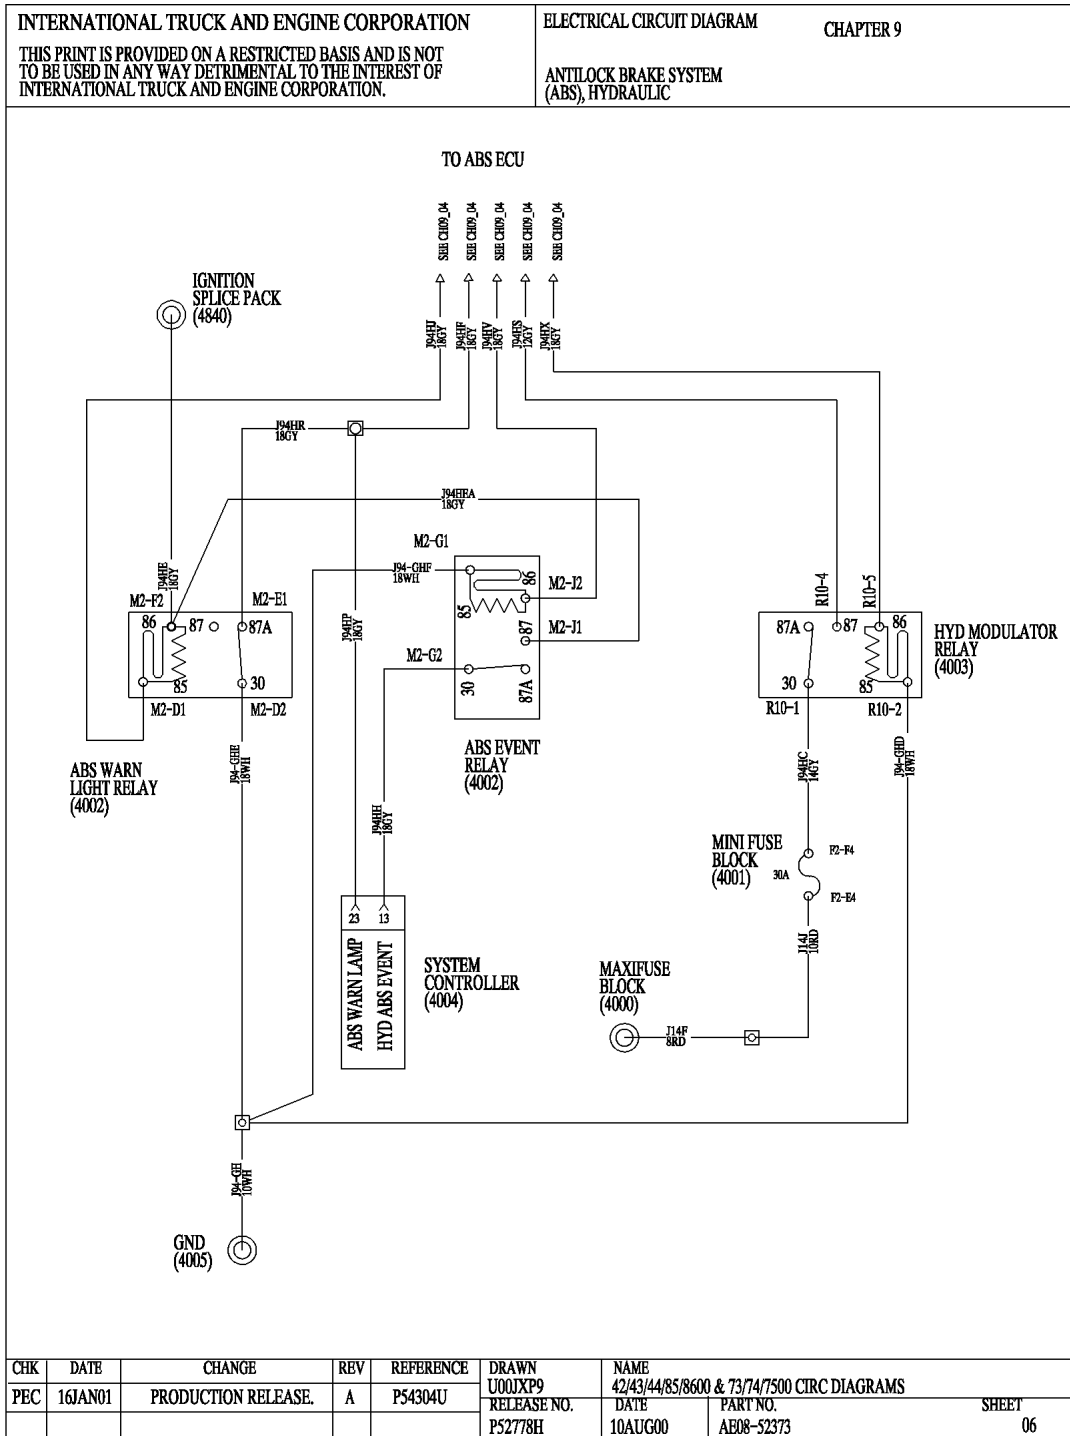 INTERNATIONAL TRUCK AND ENGINE CORPORATION
THIS PRINT IS PROVIDED ON A RESTRICTED BASIS AND IS NOT
TO BE USED IN ANY WAY DETRIMENTAL TO THE INTEREST OF
INTERNATIONAL TRUCK AND ENGINE CORPORATION.
ELECTRICAL CIRCUIT DIAGRAM
CHAPTER 9
ANTILOCK BRAKE SYSTEM
(ABS), HYDRAULIC
TO ABS ECU
SEE CH09_04
SEE CH09_04
SEE CH09_04
SEE CH09_04
SEE CH09_04
IGNITION
SPLICE PACK
(4840)
J94HJ
18GY
J94HF
18GY
J94HV
18GY
J94HS
12GY
J94HX
18GY
J94HR
18GY
J94HEA
18GY
M2-G1
J94-GHF
18WH
J94HE
18GY
M2-F2
M2-E1
86
87
87A
85
30
M2-D1
M2-D2
J94HP
18GY
86
M2-J2
85
87
M2-J1
M2-G2
30
87A
R10-4
R10-5
87A
87
86
30
85
R10-1
R10-2
HYD MODULATOR
RELAY
(4003)
ABS WARN
LIGHT RELAY
(4002)
J94-GHE
18WH
ABS EVENT
RELAY
(4002)
J94HH
18GY
J94HC
14GY
J94-GHD
18WH
MINI FUSE
BLOCK
(4001)
30A
F2-F4
F2-E4
J14J
10RD
23
13
ABS WARN LAMP
HYD ABS EVENT
SYSTEM
CONTROLLER
(4004)
MAXIFUSE
BLOCK
(4000)
J14F
8RD
J94-GH
10WH
GND
(4005)
CHK DATE CHANGE REV REFERENCE
PEC 16JAN01 PRODUCTION RELEASE. A P54304U
DRAWN
U00JXP9
NAME
42/43/44/85/8600 & 73/74/7500 CIRC DIAGRAMS
RELEASE NO.
P52778H
DATE
10AUG00
PART NO.
AE08-52373
SHEET
06